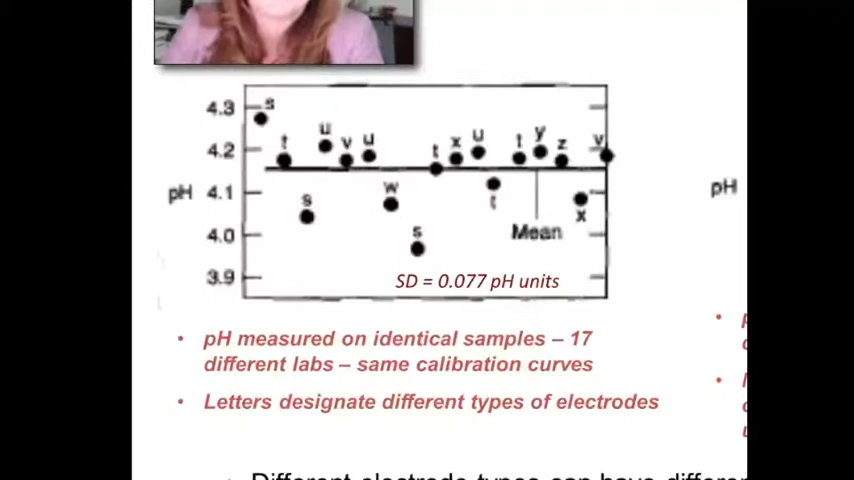 4.3
4.2
pH 4.1
4.0
3.9
s
t
s
u
v
u
w
s
t
x
u
t
t
y
z
x
v
Mean
SD = 0.077 pH units
pH
• pH measured on identical samples – 17
different labs – same calibration curves
• Letters designate different types of electrodes
Different electrode types can have